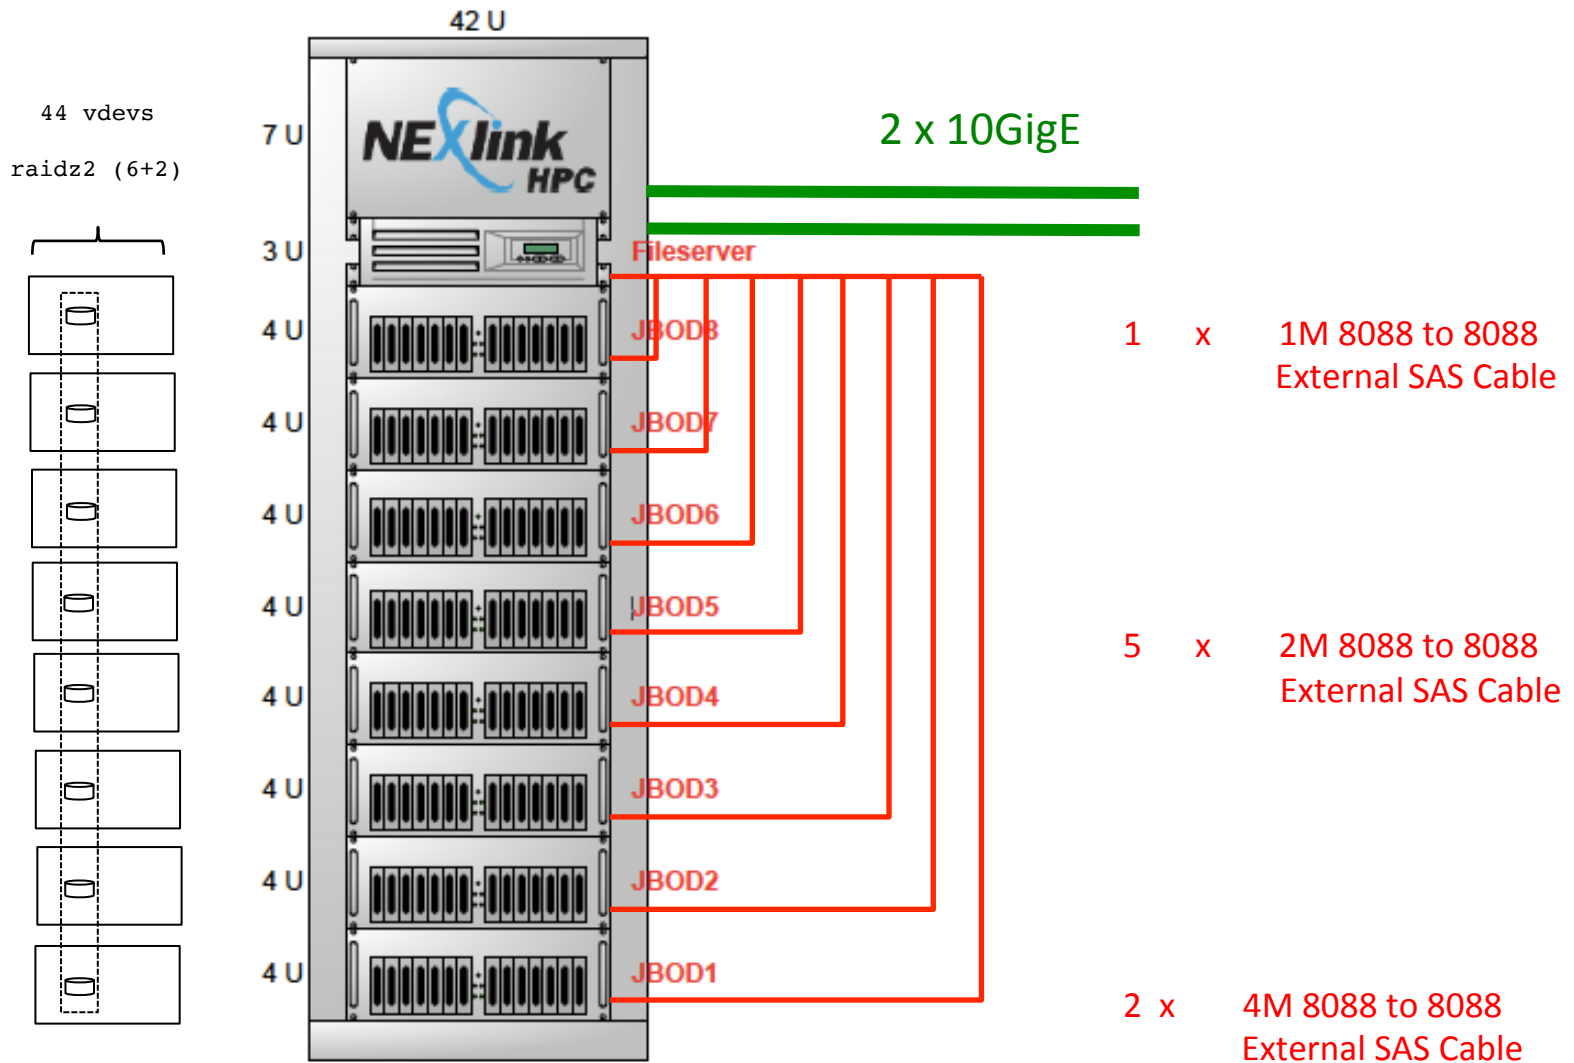 42 U
44 vdevs
raidz2 (6+2)
7 U
NEXlink
HPC
2 x 10GigE
3 U
Fileserver
4 U
JBOD8
1 x 1M 8088 to 8088
External SAS Cable
4 U
JBOD7
4 U
JBOD6
4 U
JBOD5
5 x 2M 8088 to 8088
External SAS Cable
4 U
JBOD4
4 U
JBOD3
4 U
JBOD2
4 U
JBOD1
2 x 4M 8088 to 8088
External SAS Cable